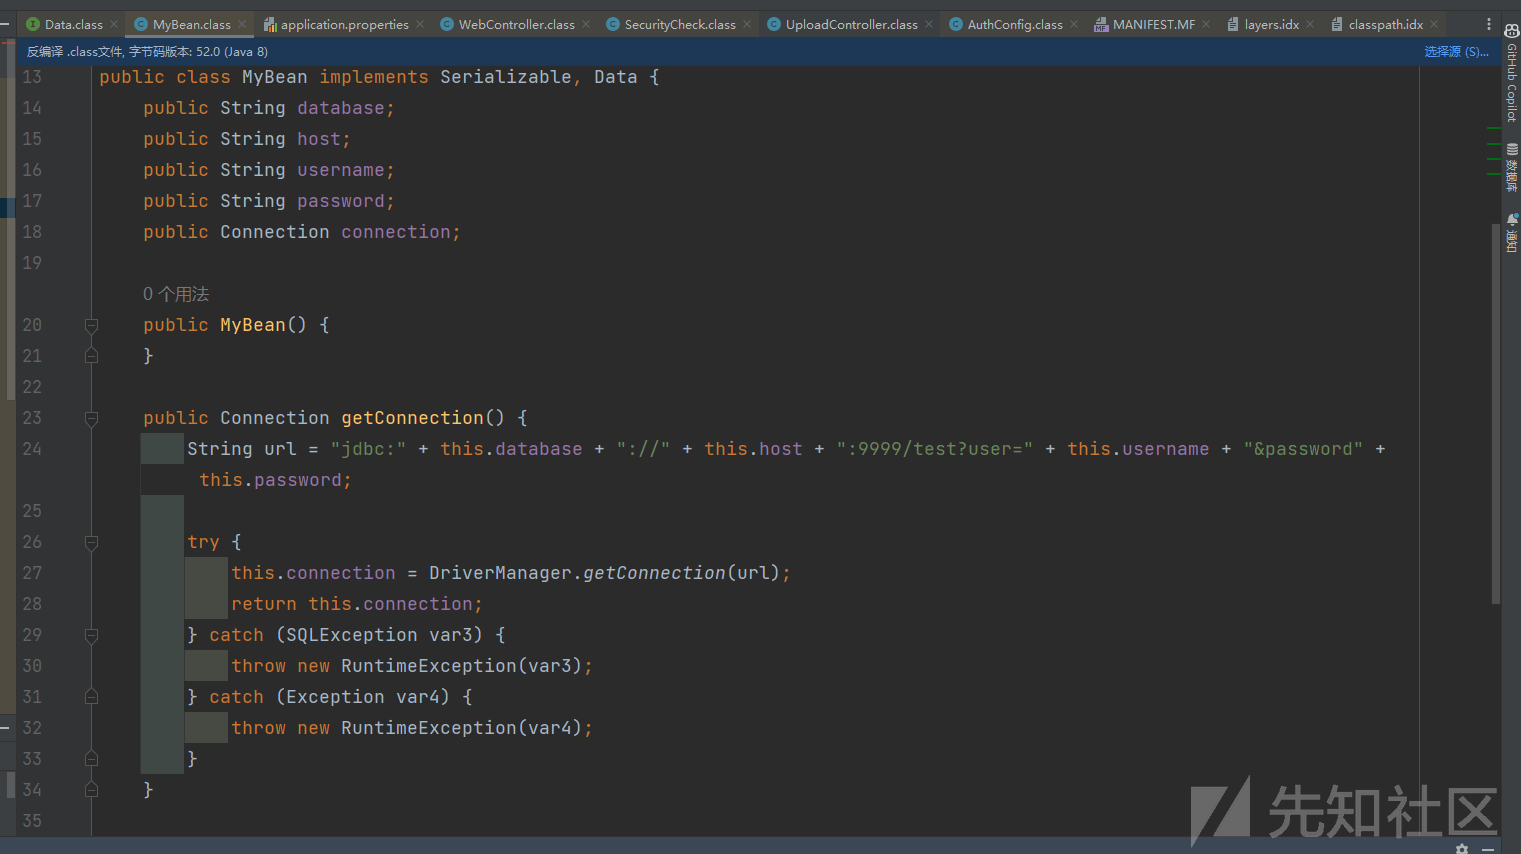 Data.class MyBean.class application.properties WebController.class SecurityCheck.class UploadController.class AuthConfig.class MANIFEST.MF layers.idx classpath.idx
反编译 .class文件, 字节码版本: 52.0 (Java 8) 选择源 (S)...
13 public class MyBean implements Serializable, Data {
14 public String database;
15 public String host;
16 public String username;
17 public String password;
18 public Connection connection;
19
0 个用法
20 public MyBean() {
21 }
22
23 public Connection getConnection() {
24 String url = "jdbc:" + this.database + "://" + this.host + ":9999/test?user=" + this.username + "&password" +
this.password;
25
26 try {
27 this.connection = DriverManager.getConnection(url);
28 return this.connection;
29 } catch (SQLException var3) {
30 throw new RuntimeException(var3);
31 } catch (Exception var4) {
32 throw new RuntimeException(var4);
33 }
34 }
35
GitHub Copilot
数据库
通知
先知社区